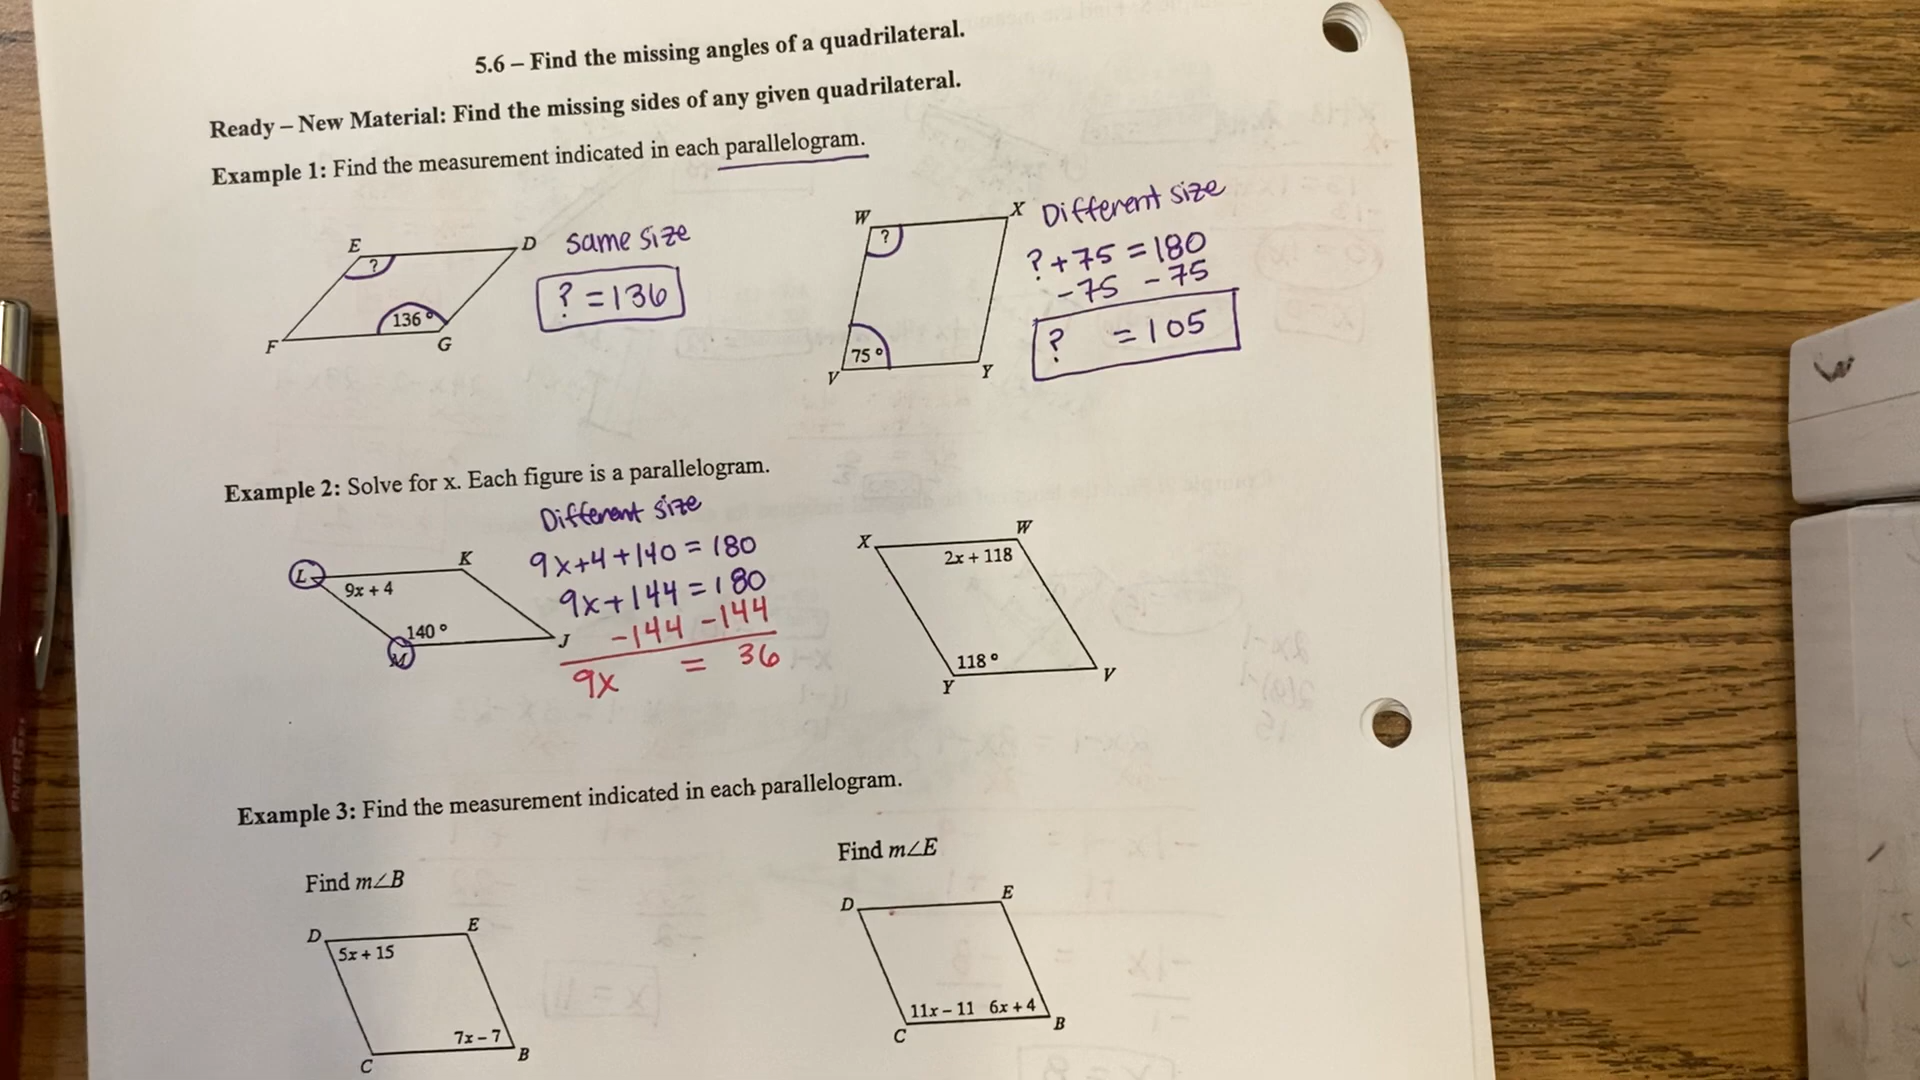 5.6 – Find the missing angles of a quadrilateral.
Ready – New Material: Find the missing sides of any given quadrilateral.
Example 1: Find the measurement indicated in each parallelogram.
E
D
?
136°
F
G
Same size
? = 136
W
X
?
75°
V
Y
Different size
? + 75 = 180
-75 -75
? = 105
Example 2: Solve for x. Each figure is a parallelogram.
Different size
L
K
9x + 4
140°
M
J
9x+4+140 = 180
9x+144 = 180
-144 -144
9x = 36
X
W
2x + 118
118°
Y
V
Example 3: Find the measurement indicated in each parallelogram.
Find m∠B
D
E
5x + 15
7x – 7
C
B
Find m∠E
D
E
11x – 11 6x + 4
C
B